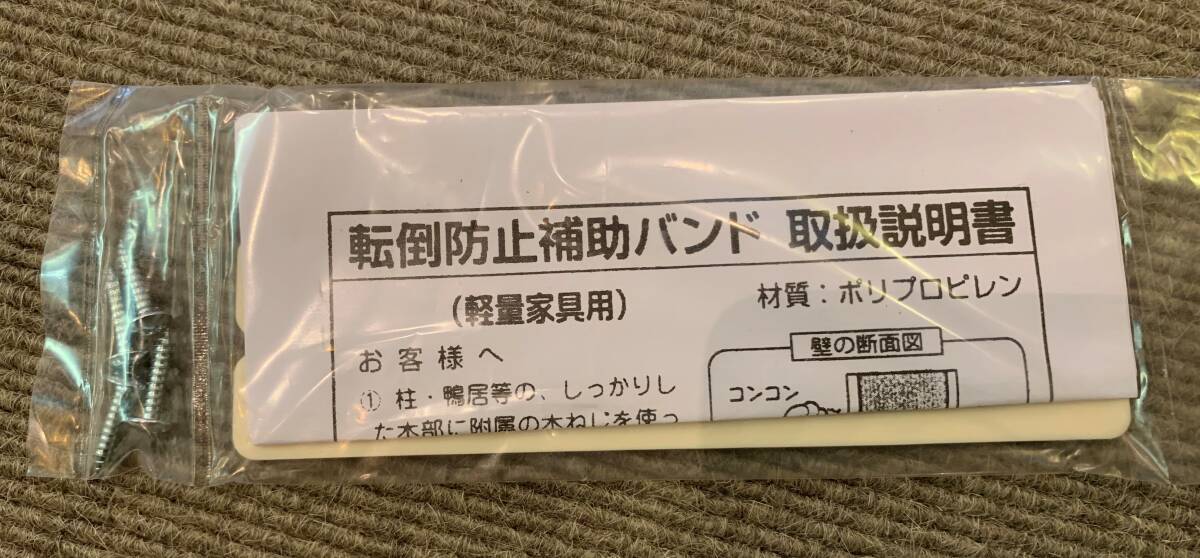 転倒防止補助バンド 取扱説明書
(軽量家具用)
材質：ポリプロピレン
お客様へ
① 柱・鴨居等の、しっかりし
た木部に附属の木ねじを使っ
壁の断面図
コンコン